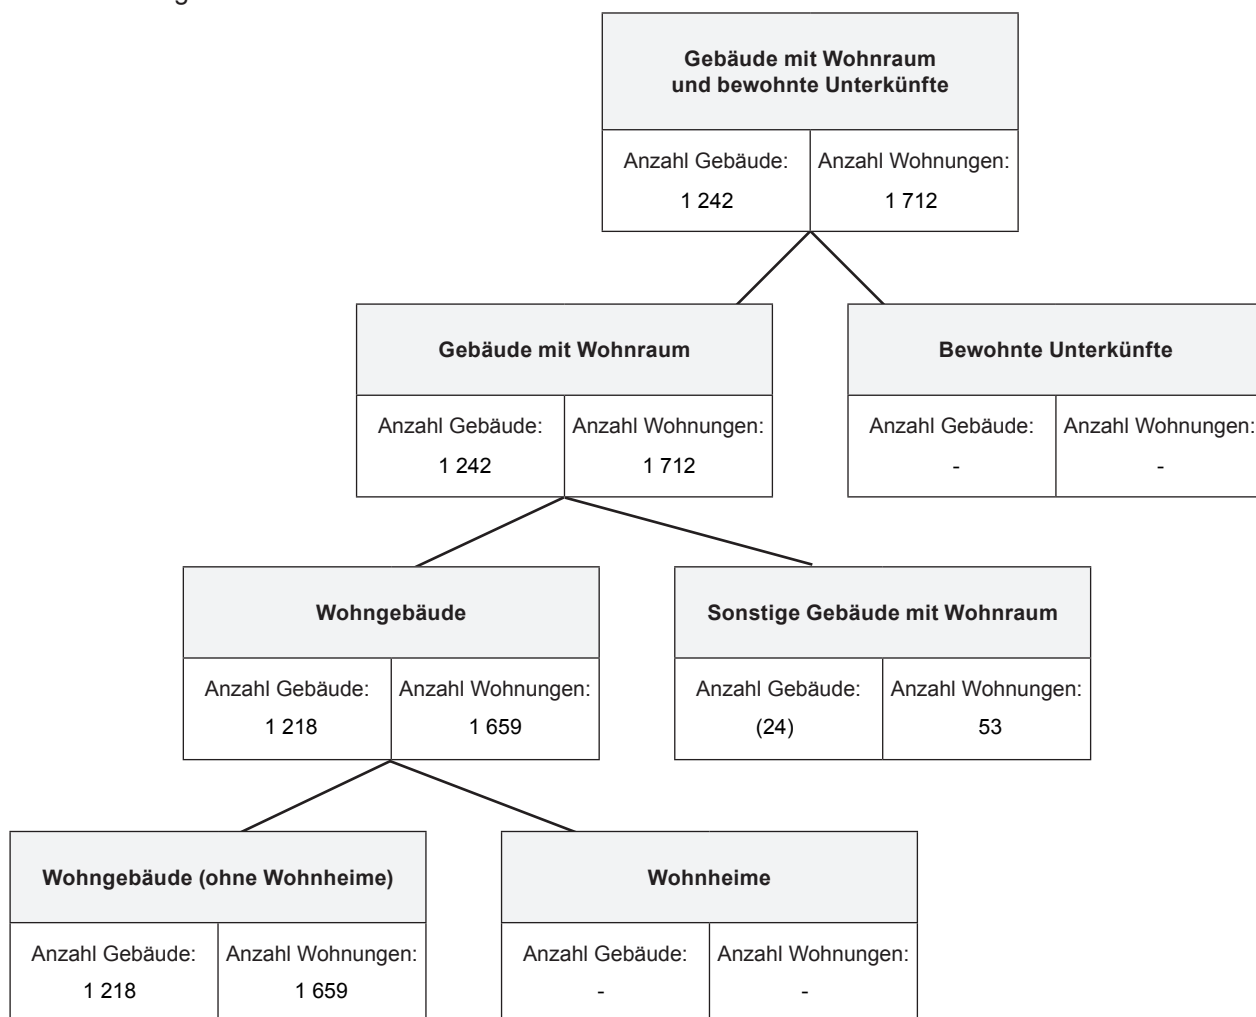 Gebäude mit Wohnraum
und bewohnte Unterkünfte
Anzahl Gebäude:
Anzahl Wohnungen:
1 242
1 712
Gebäude mit Wohnraum
Bewohnte Unterkünfte
Anzahl Gebäude:
Anzahl Wohnungen:
Anzahl Gebäude:
Anzahl Wohnungen:
1 242
1 712
-
-
Wohngebäude
Sonstige Gebäude mit Wohnraum
Anzahl Gebäude:
Anzahl Wohnungen:
Anzahl Gebäude:
Anzahl Wohnungen:
1 218
1 659
(24)
53
Wohngebäude (ohne Wohnheime)
Wohnheime
Anzahl Gebäude:
Anzahl Wohnungen:
Anzahl Gebäude:
Anzahl Wohnungen:
1 218
1 659
-
-